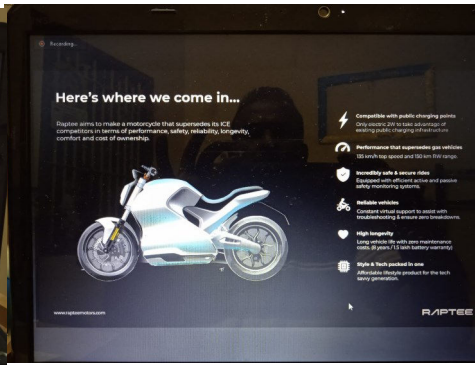 Recording...
Here's where we come in...
Raptee aims to make a motorcycle that supersedes its ICE
competitors in terms of performance, safety, reliability, longevity,
comfort and cost of ownership.
Compatible with public charging points
Only electric 2W to take advantage of
existing public charging infrastructure
Performance that supersedes gas vehicles
135 km/h top speed and 150 km RW range.
Incredibly safe & secure rides
Equipped with efficient active and passive
safety monitoring systems.
Reliable vehicles
Constant virtual support to assist with
troubleshooting & ensure zero breakdowns.
High longevity
Long vehicle life with zero maintenance
costs. (8 years / 1.5 lakh battery warranty)
Style & Tech packed in one
Affordable lifestyle product for the tech
savvy generation.
www.rapteemotors.com
RAPTEE